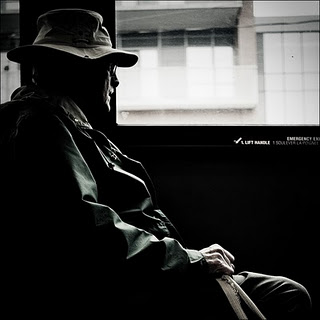 EMERGENCY EXI
1. LIFT HANDLE 1 SOULEVER LA POIGNÉE